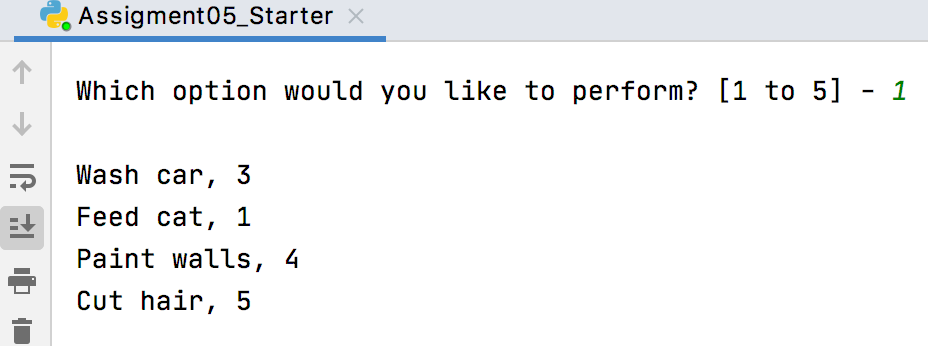 Assigment05_Starter
Which option would you like to perform? [1 to 5] - 1
Wash car, 3
Feed cat, 1
Paint walls, 4
Cut hair, 5